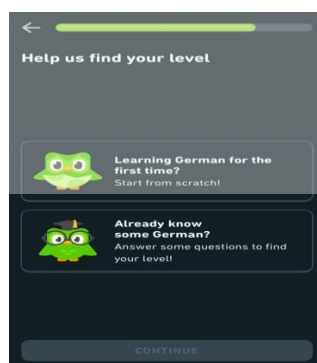 Help us find your level
Learning German for the
first time?
Start from scratch!
Already know
some German?
Answer some questions to find
your level!
CONTINUE